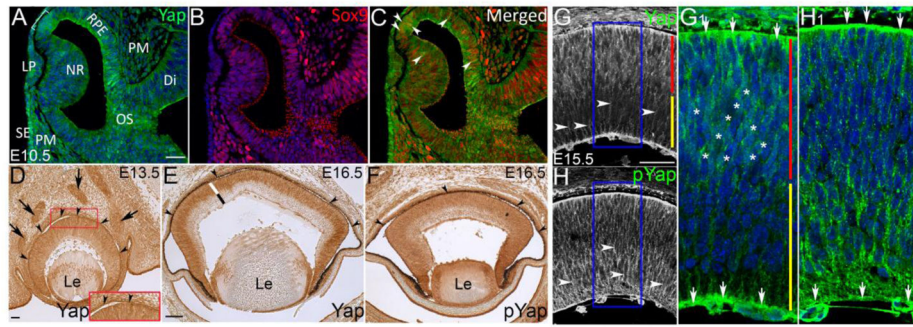 A Yap
RPE
PM
LP
NR
Di
OS
SE
PM
E10.5
B Sox9
C Merged
D E13.5
Le
Yap
E E16.5
Le
Yap
F E16.5
Le
pYap
G Yap
E15.5
H pYap
G1
* * * * * * * * * *
H1